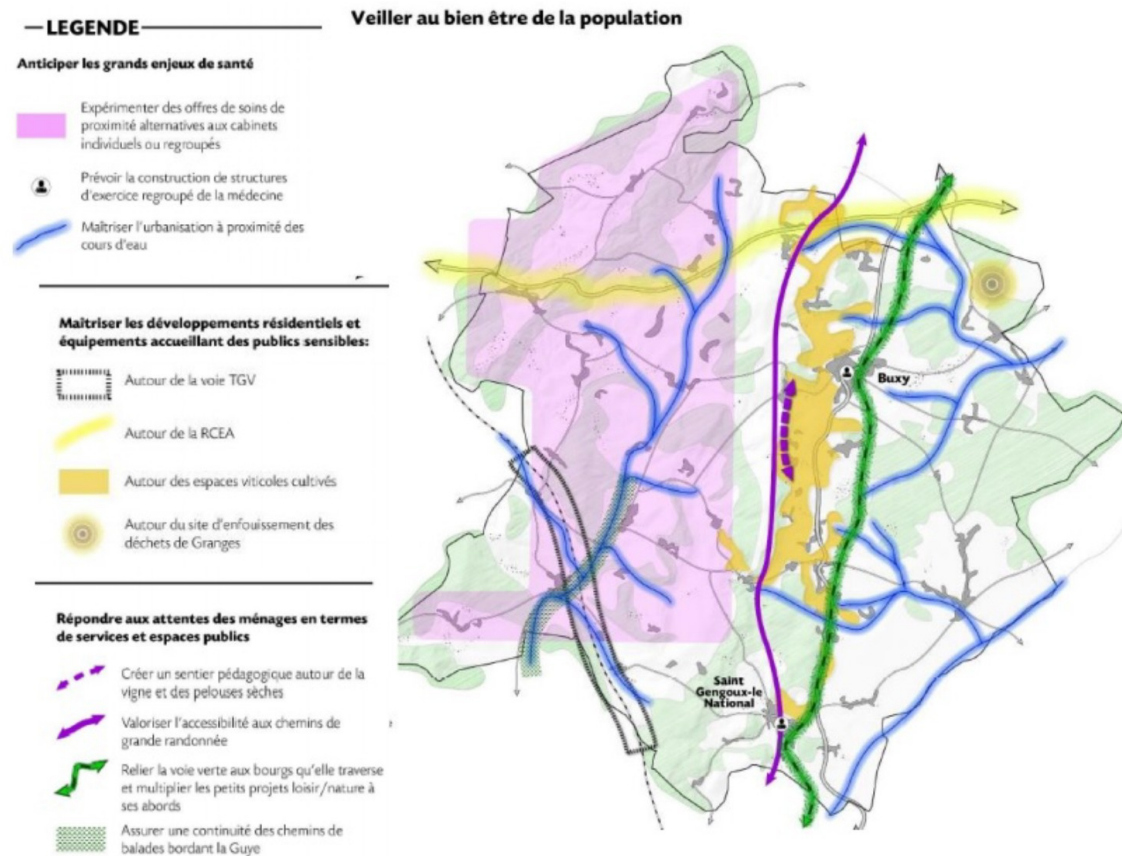 LEGENDE
Veiller au bien être de la population
Anticiper les grands enjeux de santé
Expérimenter des offres de soins de
proximité alternatives aux cabinets
individuels ou regroupés
Prévoir la construction de structures
d'exercice regroupé de la médecine
Maîtriser l'urbanisation à proximité des
cours d'eau
Maîtriser les développements résidentiels et
équipements accueillant des publics sensibles:
Autour de la voie TGV
Autour de la RCEA
Autour des espaces viticoles cultivés
Autour du site d'enfouissement des
déchets de Granges
Répondre aux attentes des ménages en termes
de services et espaces publics
Créer un sentier pédagogique autour de la
vigne et des pelouses sèches
Valoriser l'accessibilité aux chemins de
grande randonnée
Relier la voie verte aux bourgs qu'elle traverse
et multiplier les petits projets loisir/nature à
ses abords
Assurer une continuité des chemins de
balades bordant la Guye
Buxy
Saint
Gengoux-le
National